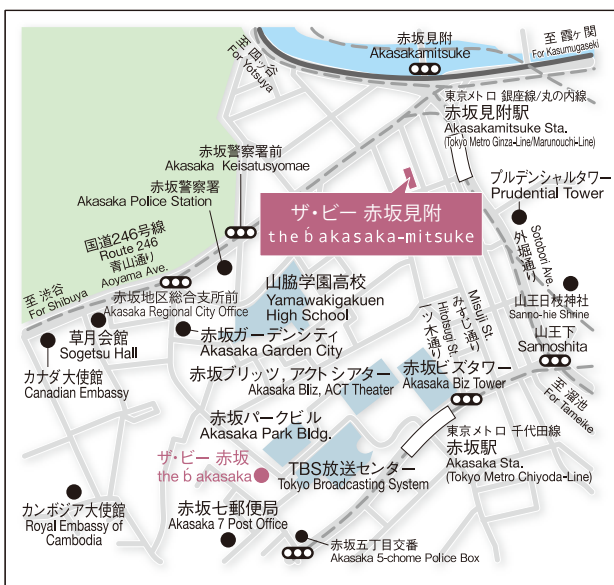 至 四ッ谷
For Yotsuya
赤坂見附
Akasakamitsuke
至 霞ヶ関
For Kasumugaseki
東京メトロ 銀座線/丸の内線
赤坂見附駅
Akasakamitsuke Sta.
(Tokyo Metro Ginza-Line/Marunouchi-Line)
赤坂警察署前
Akasaka Keisatusyomae
赤坂警察署
Akasaka Police Station
プルデンシャルタワー
Prudential Tower
ザ・ビー 赤坂見附
the b akasaka-mitsuke
国道246号線
Route 246
青山通り
Aoyama Ave.
外堀通り
Sotobori Ave.
至 渋谷
For Shibuya
赤坂地区総合支所前
Akasaka Regional City Office
山脇学園高校
Yamawakigakuen
High School
山王日枝神社
Sanno-hie Shrine
みすじ通り
Misuji St.
一ツ木通り
Hitotsugi St.
草月会館
Sogetsu Hall
赤坂ガーデンシティ
Akasaka Garden City
山王下
Sannoshita
カナダ大使館
Canadian Embassy
赤坂ブリッツ, アクトシアター
Akasaka Bliz, ACT Theater
赤坂ビズタワー
Akasaka Biz Tower
至 溜池
For Tameike
赤坂パークビル
Akasaka Park Bldg.
東京メトロ 千代田線
赤坂駅
Akasaka Sta.
(Tokyo Metro Chiyoda-Line)
ザ・ビー 赤坂
the b akasaka
TBS放送センター
Tokyo Broadcasting System
カンボジア大使館
Royal Embassy of
Cambodia
赤坂七郵便局
Akasaka 7 Post Office
赤坂五丁目交番
Akasaka 5-chome Police Box